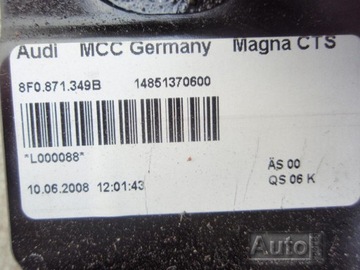 Audi MCC Germany Magna CTS
8F0.871.349B 14851370600
*L000088*
ÄS 00
10.06.2008 12:01:43
QS 06 K
Auto